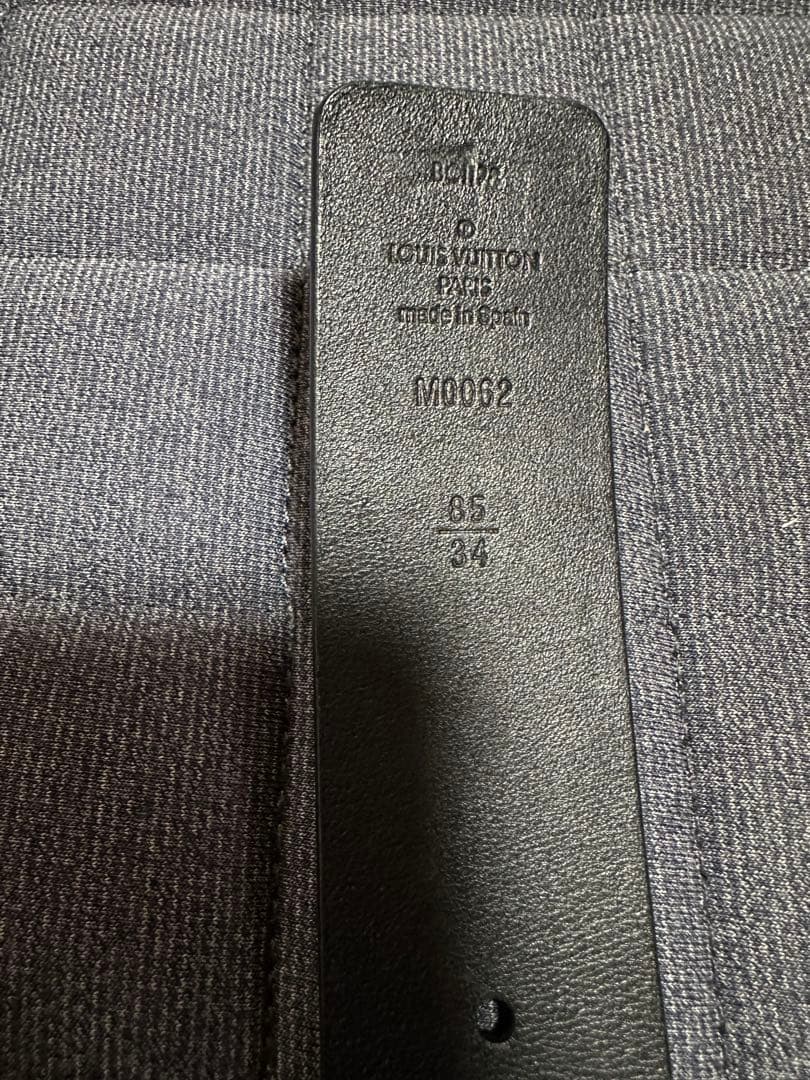 LOUIS VUITTON
PARIS
made in Spain
M0062
85
34